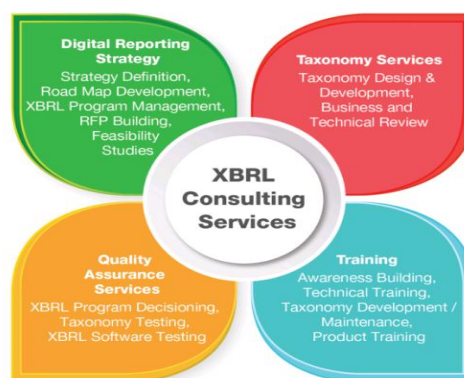 Digital Reporting
Strategy
Strategy Definition,
Road Map Development,
XBRL Program Management,
RFP Building,
Feasibility
Studies
Taxonomy Services
Taxonomy Design &
Development,
Business and
Technical Review
XBRL
Consulting
Services
Quality
Assurance
Services
XBRL Program Decisioning,
Taxonomy Testing,
XBRL Software Testing
Training
Awareness Building,
Technical Training,
Taxonomy Development /
Maintenance,
Product Training